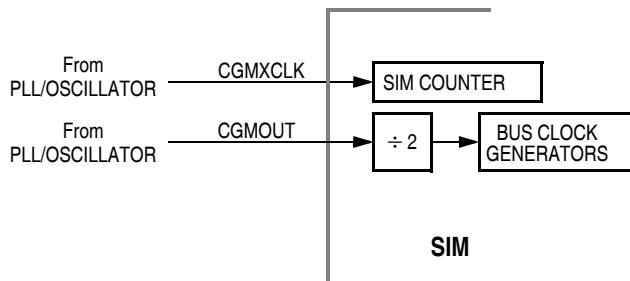 From
PLL/OSCILLATOR
CGMXCLK
SIM COUNTER
From
PLL/OSCILLATOR
CGMOUT
÷ 2
BUS CLOCK
GENERATORS
SIM